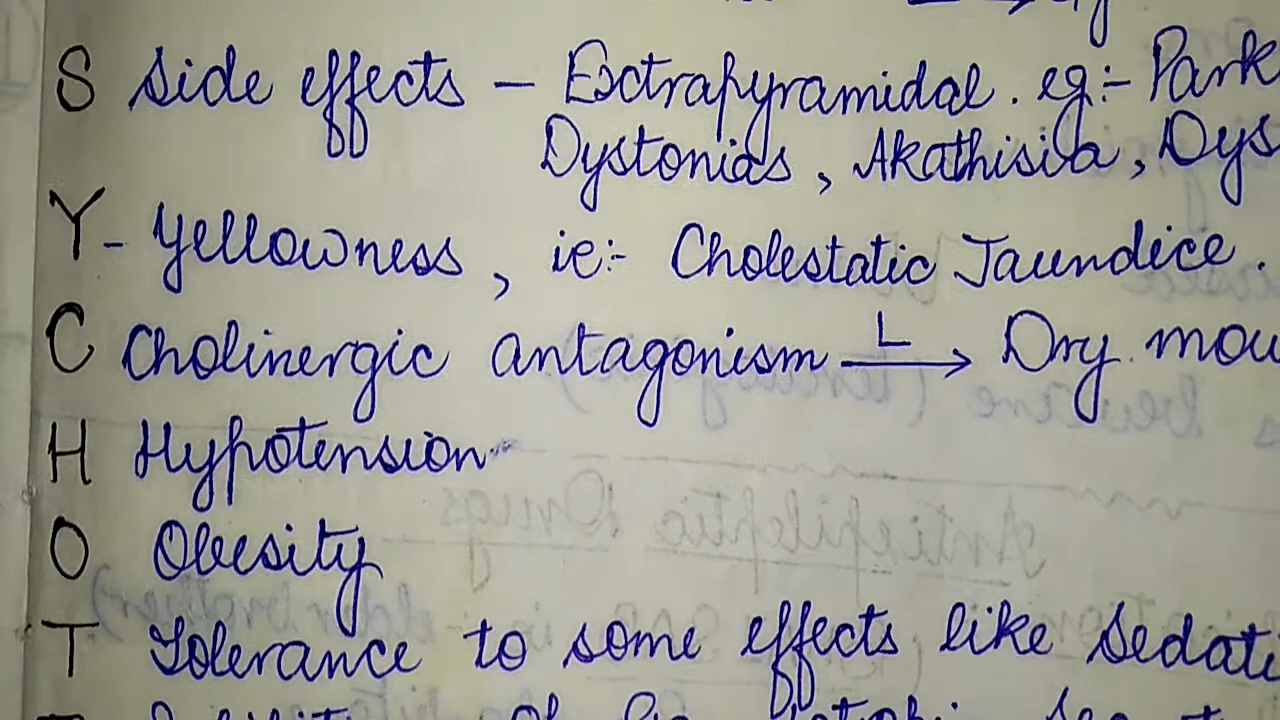 S Side effects - Extrapyramidal. eg:- Park
Dystonias, Akathisia, Dys
Y - Yellowness, ie:- Cholestatic Jaundice.
C Cholinergic antagonism L→ Dry mou
H Hypotension
O Obesity
T Tolerance to some effects like Sedati